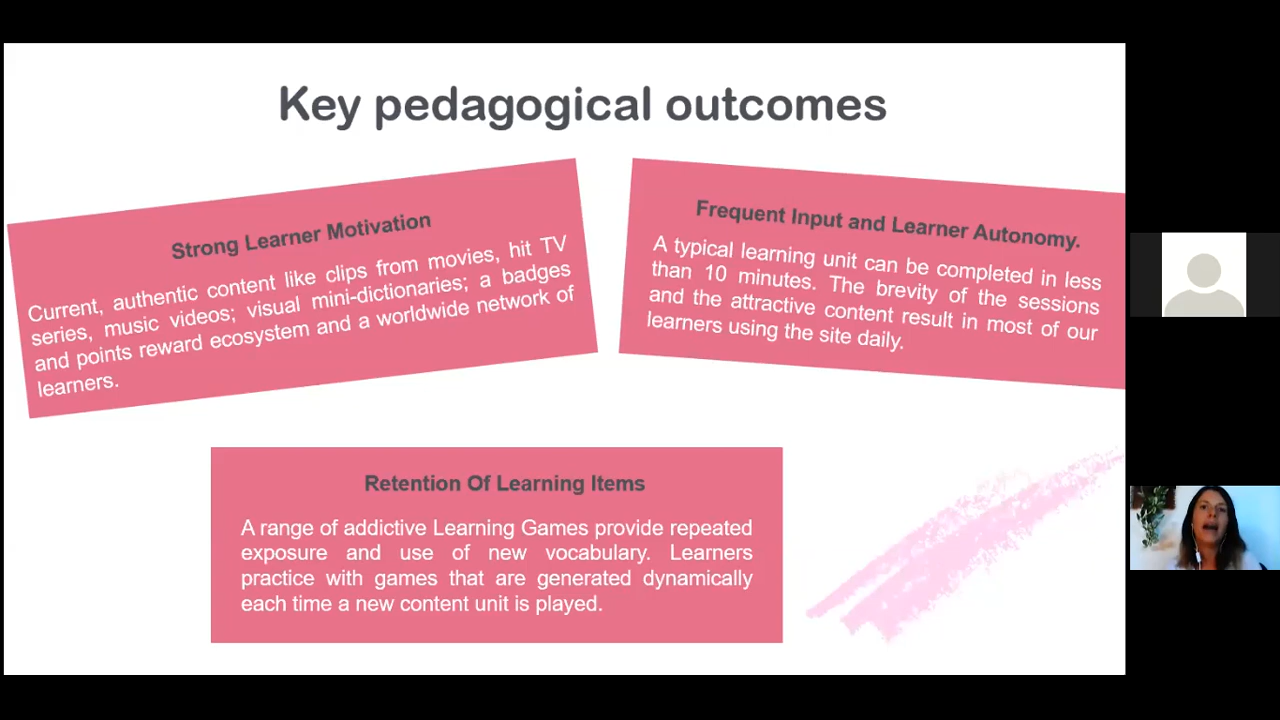 Key pedagogical outcomes
Strong Learner Motivation
Current, authentic content like clips from movies, hit TV
series, music videos; visual mini-dictionaries; a badges
and points reward ecosystem and a worldwide network of
learners.
Frequent Input and Learner Autonomy.
A typical learning unit can be completed in less
than 10 minutes. The brevity of the sessions
and the attractive content result in most of our
learners using the site daily.
Retention Of Learning Items
A range of addictive Learning Games provide repeated
exposure and use of new vocabulary. Learners
practice with games that are generated dynamically
each time a new content unit is played.